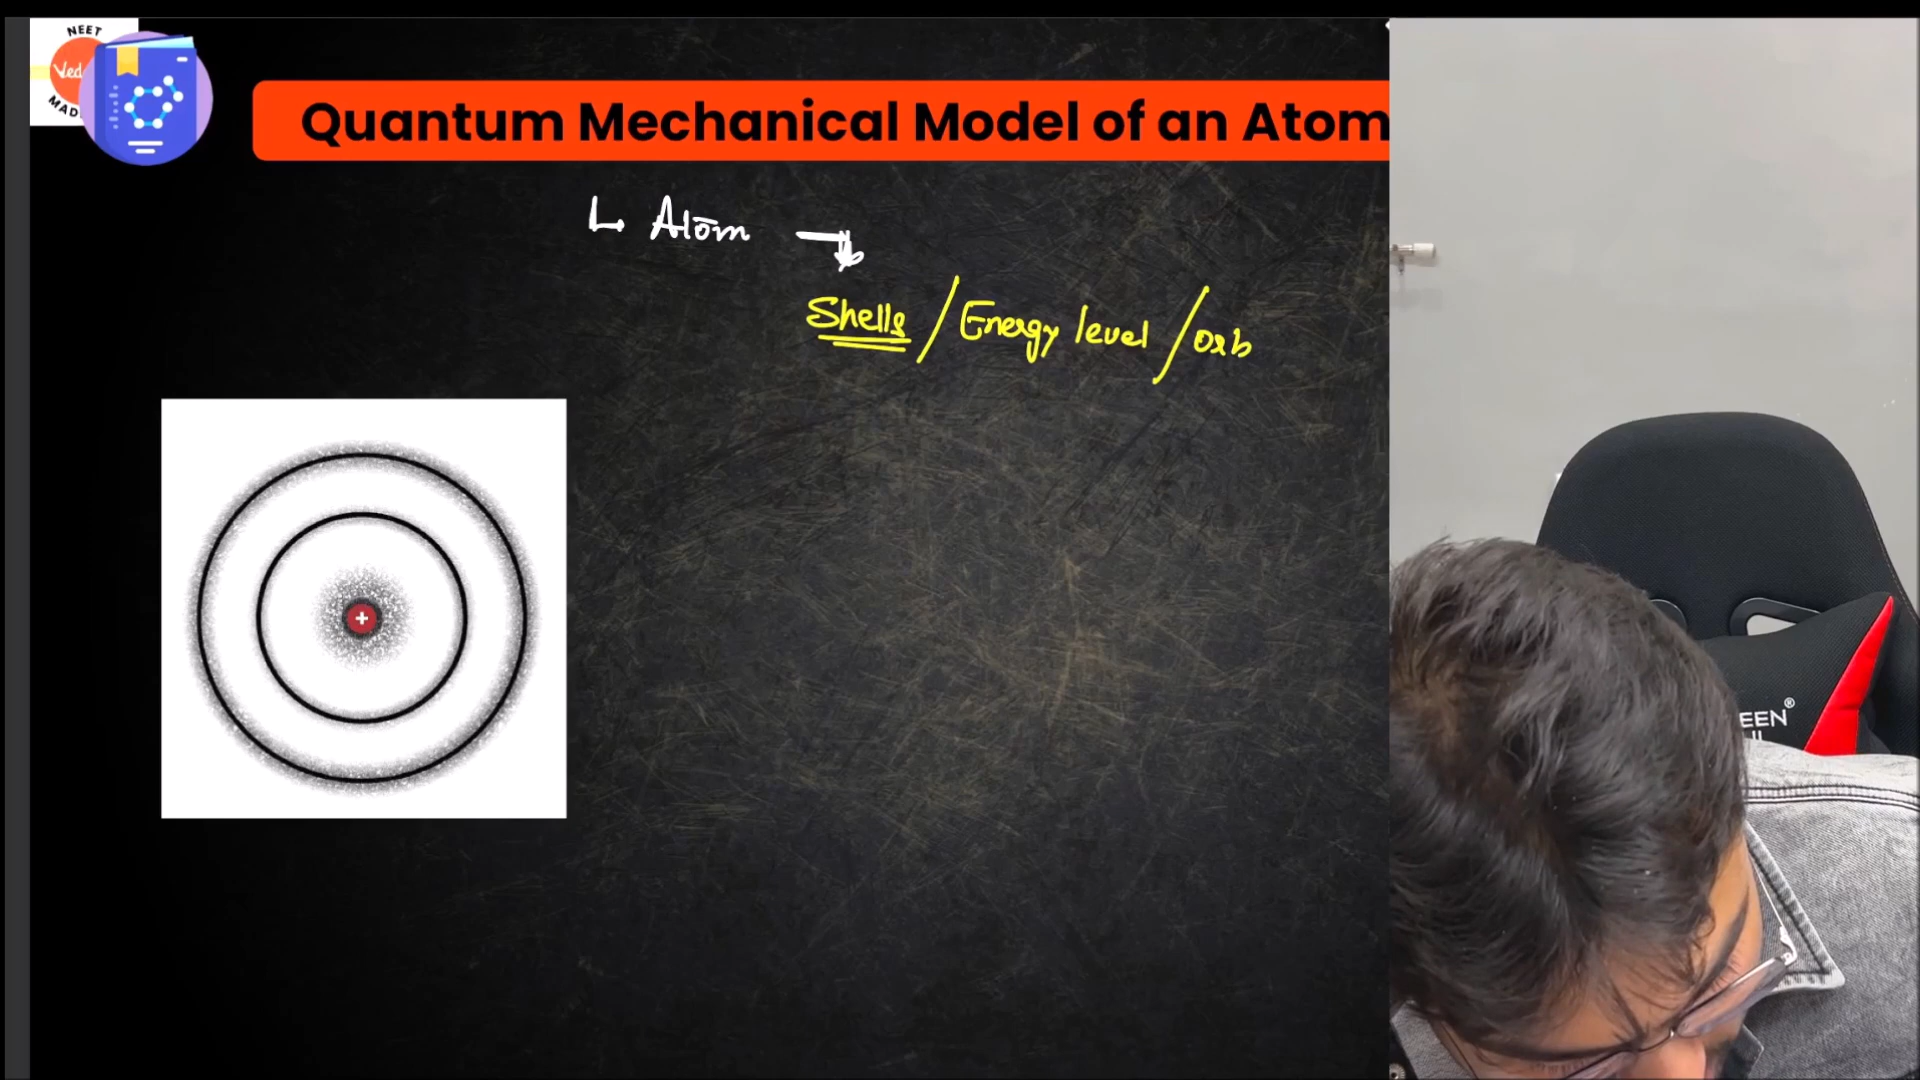 NEET
Ved
MAD
Quantum Mechanical Model of an Atom
Atom
Shells / Energy level / orb
+
EEN®